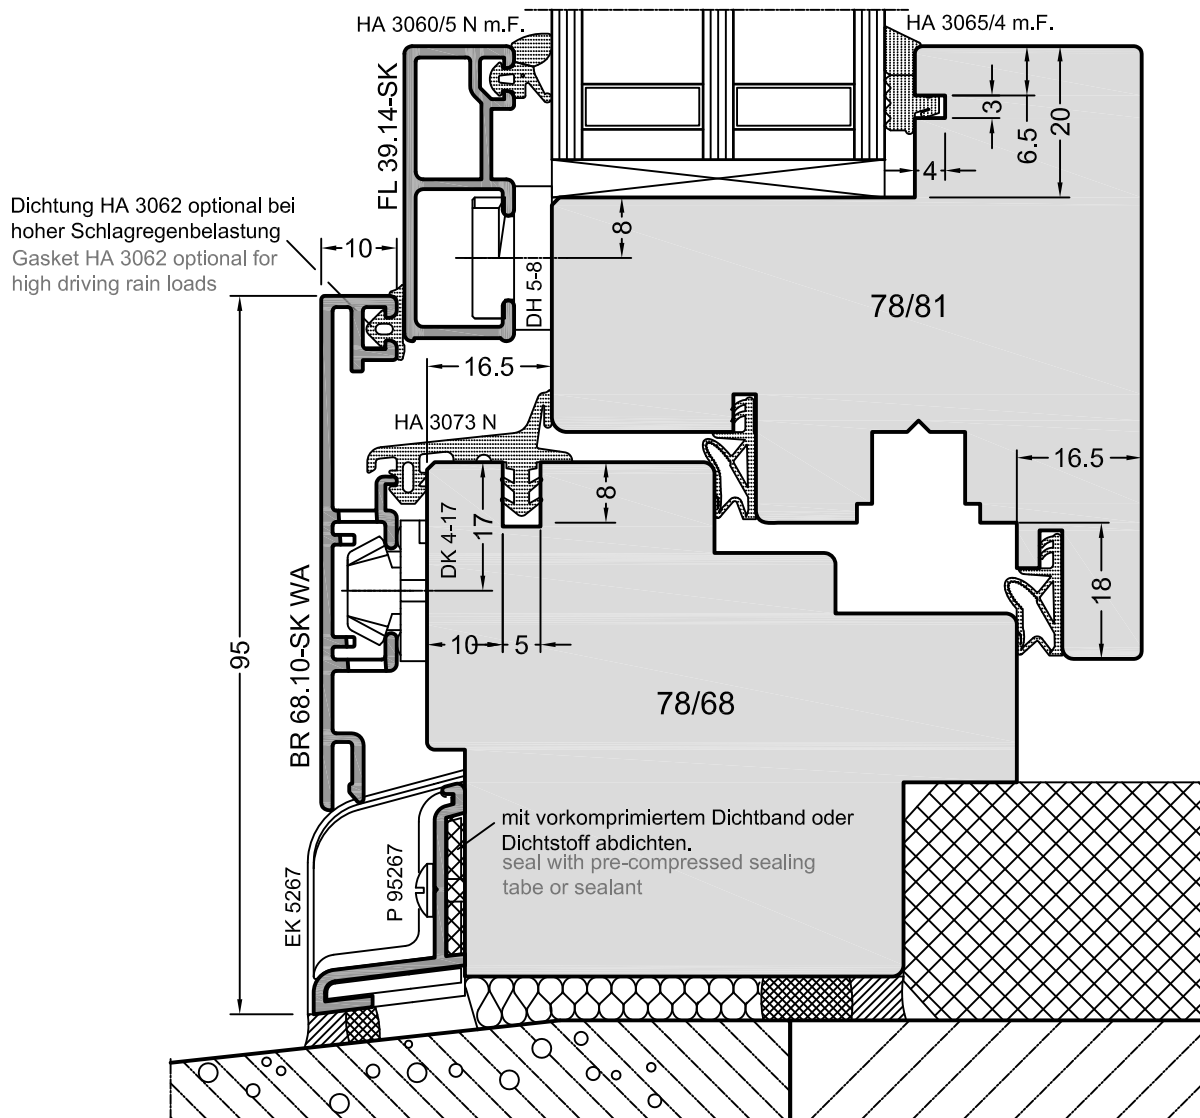 HA 3060/5 N m.F.
HA 3065/4 m.F.
FL 39.14-SK
3
6.5
20
4
Dichtung HA 3062 optional bei
hoher Schlagregenbelastung
Gasket HA 3062 optional for
high driving rain loads
10
8
DH 5-8
78/81
16.5
HA 3073 N
16.5
8
17
DK 4-17
18
BR 68.10-SK WA
95
10
5
78/68
mit vorkomprimiertem Dichtband oder
Dichtstoff abdichten.
seal with pre-compressed sealing
tabe or sealant
P 95267
EK 5267